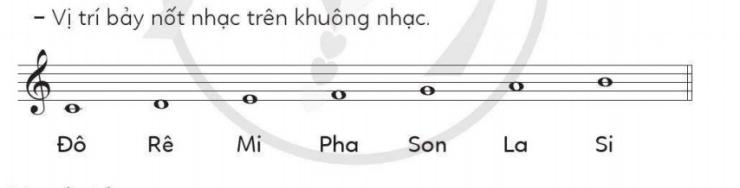 – Vị trí bảy nốt nhạc trên khuông nhạc.
Đô Rê Mi Pha Son La Si